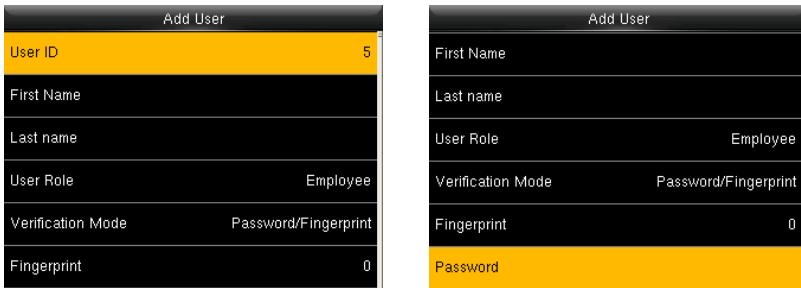 Add User
User ID 5
First Name
Last name
User Role Employee
Verification Mode Password/Fingerprint
Fingerprint 0
Add User
First Name
Last name
User Role Employee
Verification Mode Password/Fingerprint
Fingerprint 0
Password